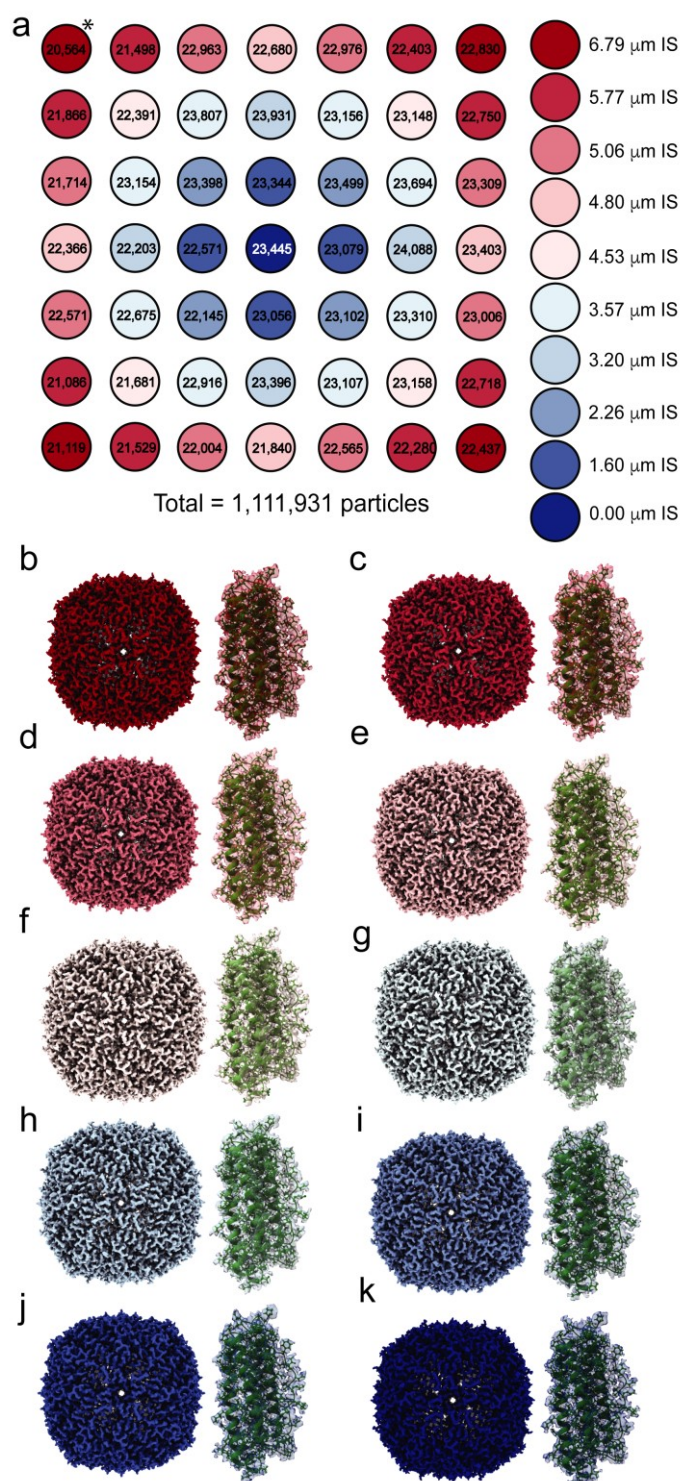 a
*
20,564 21,498 22,963 22,680 22,976 22,403 22,830 6.79 μm IS
5.77 μm IS
21,866 22,391 23,807 23,931 23,156 23,148 22,750
5.06 μm IS
21,714 23,154 23,398 23,344 23,499 23,694 23,309
4.80 μm IS
22,366 22,203 22,571 23,445 23,079 24,088 23,403 4.53 μm IS
22,571 22,675 22,145 23,056 23,102 23,310 23,006 3.57 μm IS
3.20 μm IS
21,086 21,681 22,916 23,396 23,107 23,158 22,718
2.26 μm IS
21,119 21,529 22,004 21,840 22,565 22,280 22,437 1.60 μm IS
Total = 1,111,931 particles 0.00 μm IS
b c
d e
f g
h i
j k